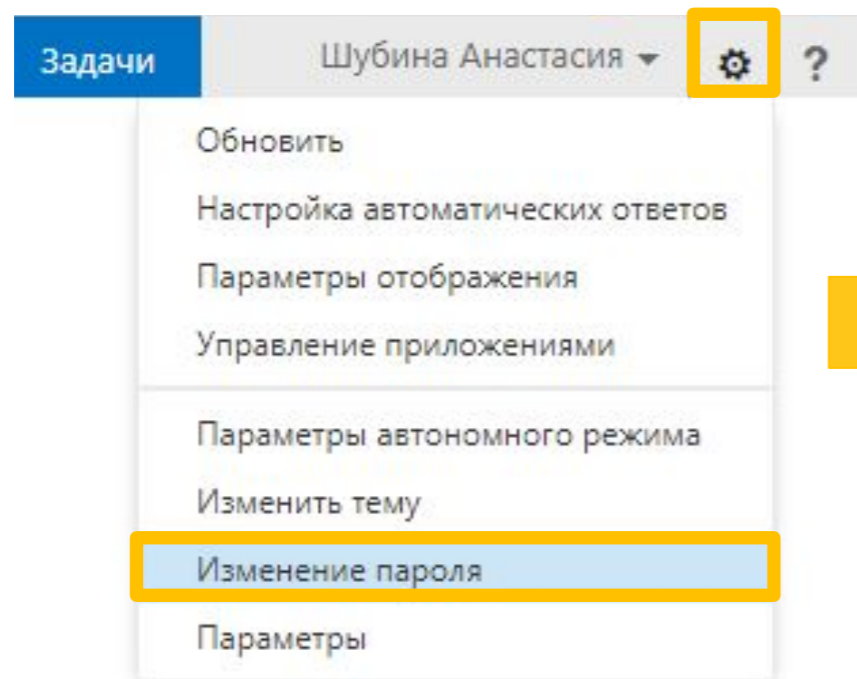 Задачи Шубина Анастасия ?
Обновить
Настройка автоматических ответов
Параметры отображения
Управление приложениями
Параметры автономного режима
Изменить тему
Изменение пароля
Параметры